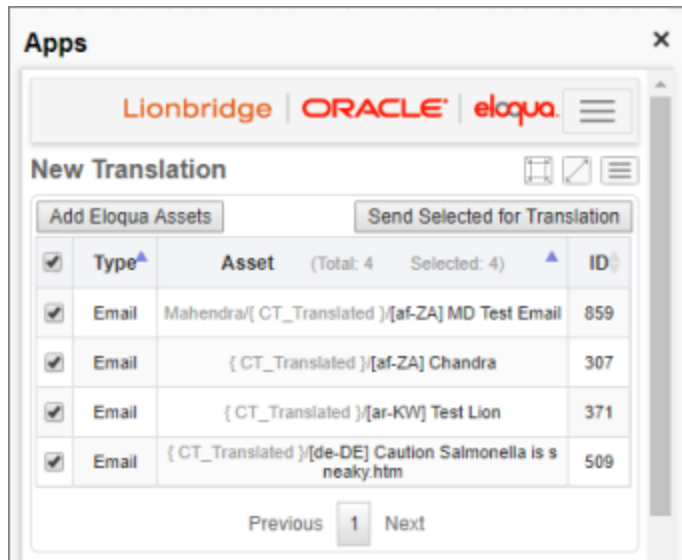 Apps
Lionbridge | ORACLE | eloqua.
New Translation
Add Eloqua Assets Send Selected for Translation
Type Asset (Total: 4 Selected: 4) ID
Email Mahendra/{ CT_Translated }/[af-ZA] MD Test Email 859
Email { CT_Translated }/[af-ZA] Chandra 307
Email { CT_Translated }/[ar-KW] Test Lion 371
Email { CT_Translated }/[de-DE] Caution Salmonella is s 509
neaky.htm
Previous 1 Next